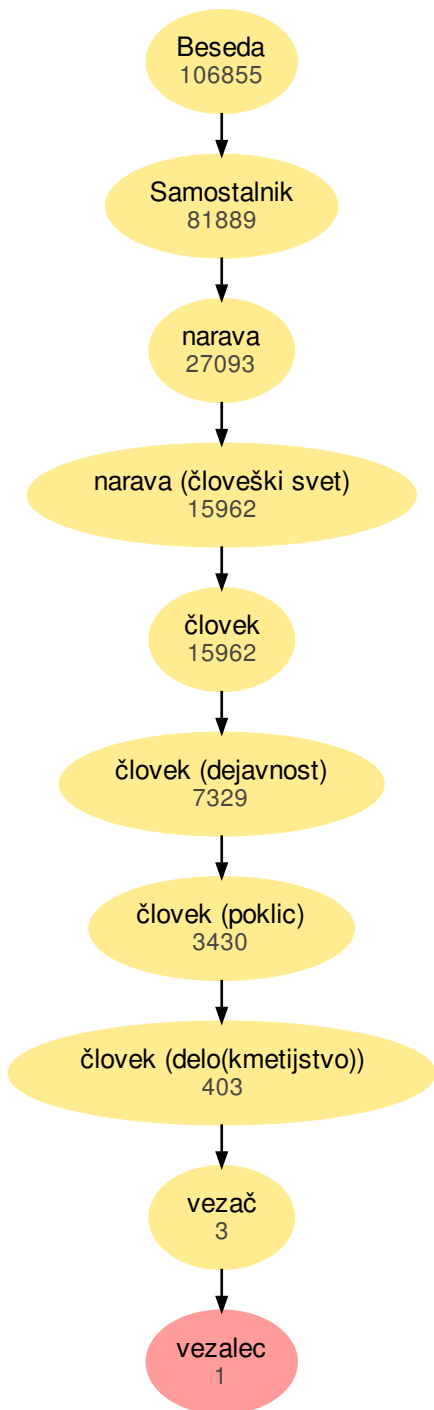 Beseda
106855
Samostalnik
81889
narava
27093
narava (človeški svet)
15962
človek
15962
človek (dejavnost)
7329
človek (poklic)
3430
človek (delo(kmetijstvo))
403
vezač
3
vezalec
1